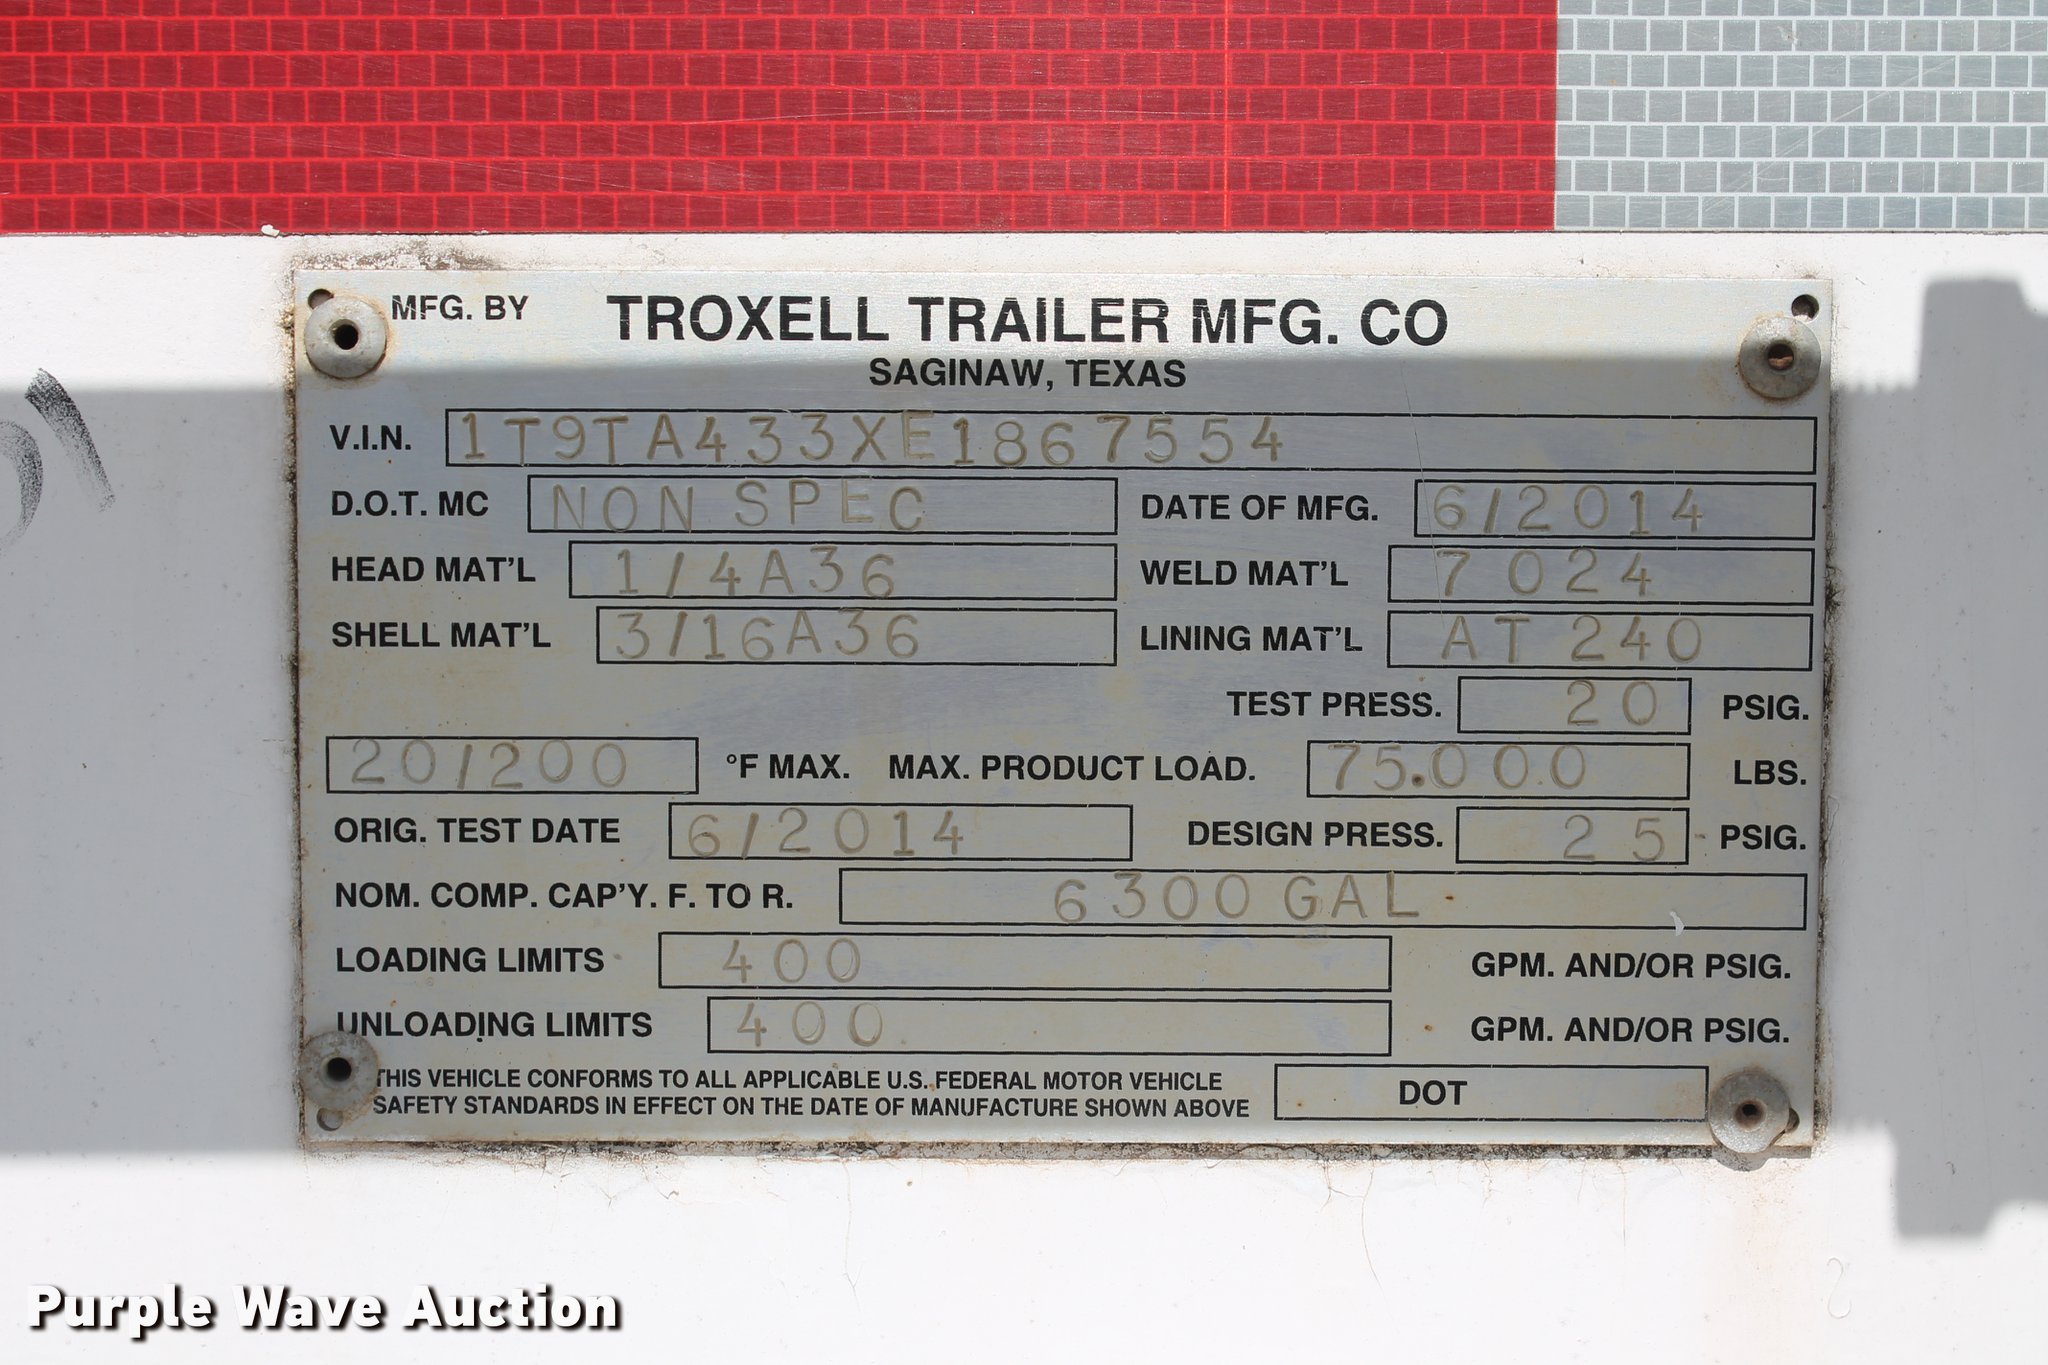 MFG. BY TROXELL TRAILER MFG. CO
SAGINAW, TEXAS
V.I.N. 1T9TA433XE1867554
D.O.T. MC NON SPEC DATE OF MFG. 6/2014
HEAD MAT'L 1/4A36 WELD MAT'L 7024
SHELL MAT'L 3/16A36 LINING MAT'L AT 240
TEST PRESS. 20 PSIG.
20/200 °F MAX. MAX. PRODUCT LOAD. 75.000 LBS.
ORIG. TEST DATE 6/2014 DESIGN PRESS. 25 PSIG.
NOM. COMP. CAP'Y. F. TO R. 6300 GAL
LOADING LIMITS 400 GPM. AND/OR PSIG.
UNLOADING LIMITS 400 GPM. AND/OR PSIG.
THIS VEHICLE CONFORMS TO ALL APPLICABLE U.S. FEDERAL MOTOR VEHICLE
SAFETY STANDARDS IN EFFECT ON THE DATE OF MANUFACTURE SHOWN ABOVE DOT
Purple Wave Auction